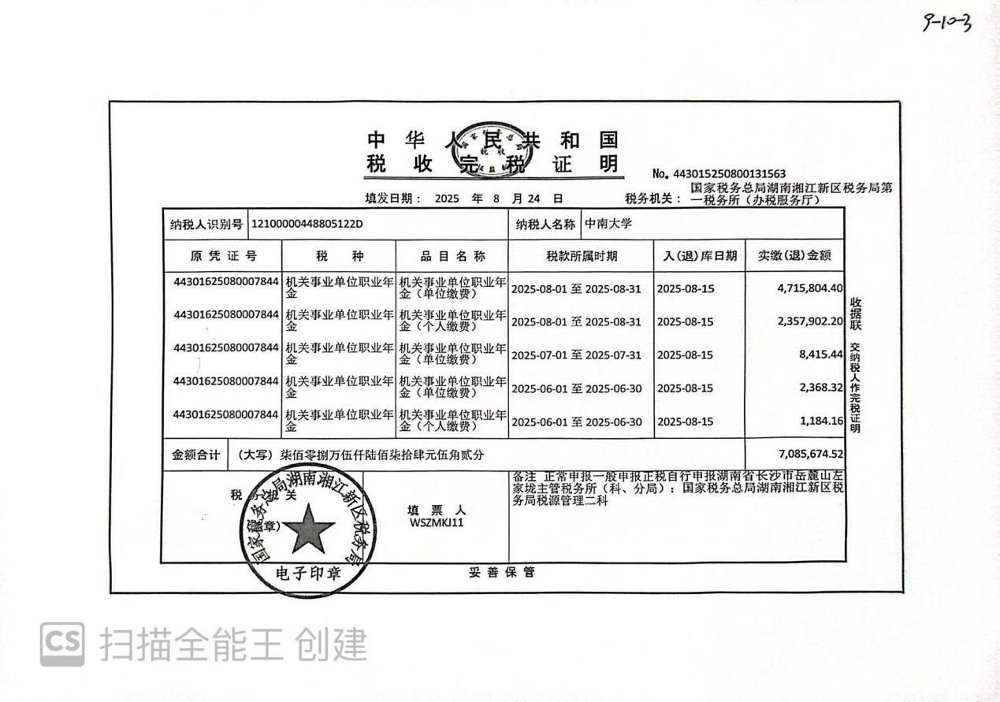 9-10-3
中华人民共和国
税收完税证明
No. 443015250800131563
填发日期： 2025 年 8 月 24 日
税务机关： 国家税务总局湖南湘江新区税务局第
一税务所（办税服务厅）
纳税人识别号 12100000448805122D 纳税人名称 中南大学
原凭证号 税种 品目名称 税款所属时期 入(退)库日期 实缴(退)金额
44301625080007844 机关事业单位职业年 机关事业单位职业年
金 金（单位缴费） 2025-08-01 至 2025-08-31 2025-08-15 4,715,804.40
44301625080007844 机关事业单位职业年 机关事业单位职业年
金 金（个人缴费） 2025-08-01 至 2025-08-31 2025-08-15 2,357,902.20
44301625080007844 机关事业单位职业年 机关事业单位职业年
金 金（单位缴费） 2025-07-01 至 2025-07-31 2025-08-15 8,415.44
44301625080007844 机关事业单位职业年 机关事业单位职业年
金 金（单位缴费） 2025-06-01 至 2025-06-30 2025-08-15 2,368.32
44301625080007844 机关事业单位职业年 机关事业单位职业年
金 金（个人缴费） 2025-06-01 至 2025-06-30 2025-08-15 1,184.16
收据联
交纳税人作完税证明
金额合计 （大写）柒佰零捌万伍仟陆佰柒拾肆元伍角贰分 7,085,674.52
税务机关
（盖章）
国家税务总局湖南湘江新区税务局
电子印章
填票人
WSZMKJ11
备注 正常申报一般申报正税自行申报湖南省长沙市岳麓山左
家垅主管税务所（科、分局）：国家税务总局湖南湘江新区税
务局税源管理二科
妥善保管
CS 扫描全能王 创建